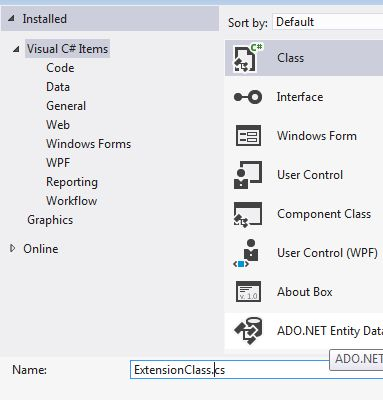 Installed
Sort by: Default
Visual C# Items
Code
Data
General
Web
Windows Forms
WPF
Reporting
Workflow
Graphics
Online
C#
Class
Interface
Windows Form
User Control
Component Class
User Control (WPF)
v. 1.0
About Box
ADO.NET Entity Data
ADO.NET
Name: ExtensionClass.cs